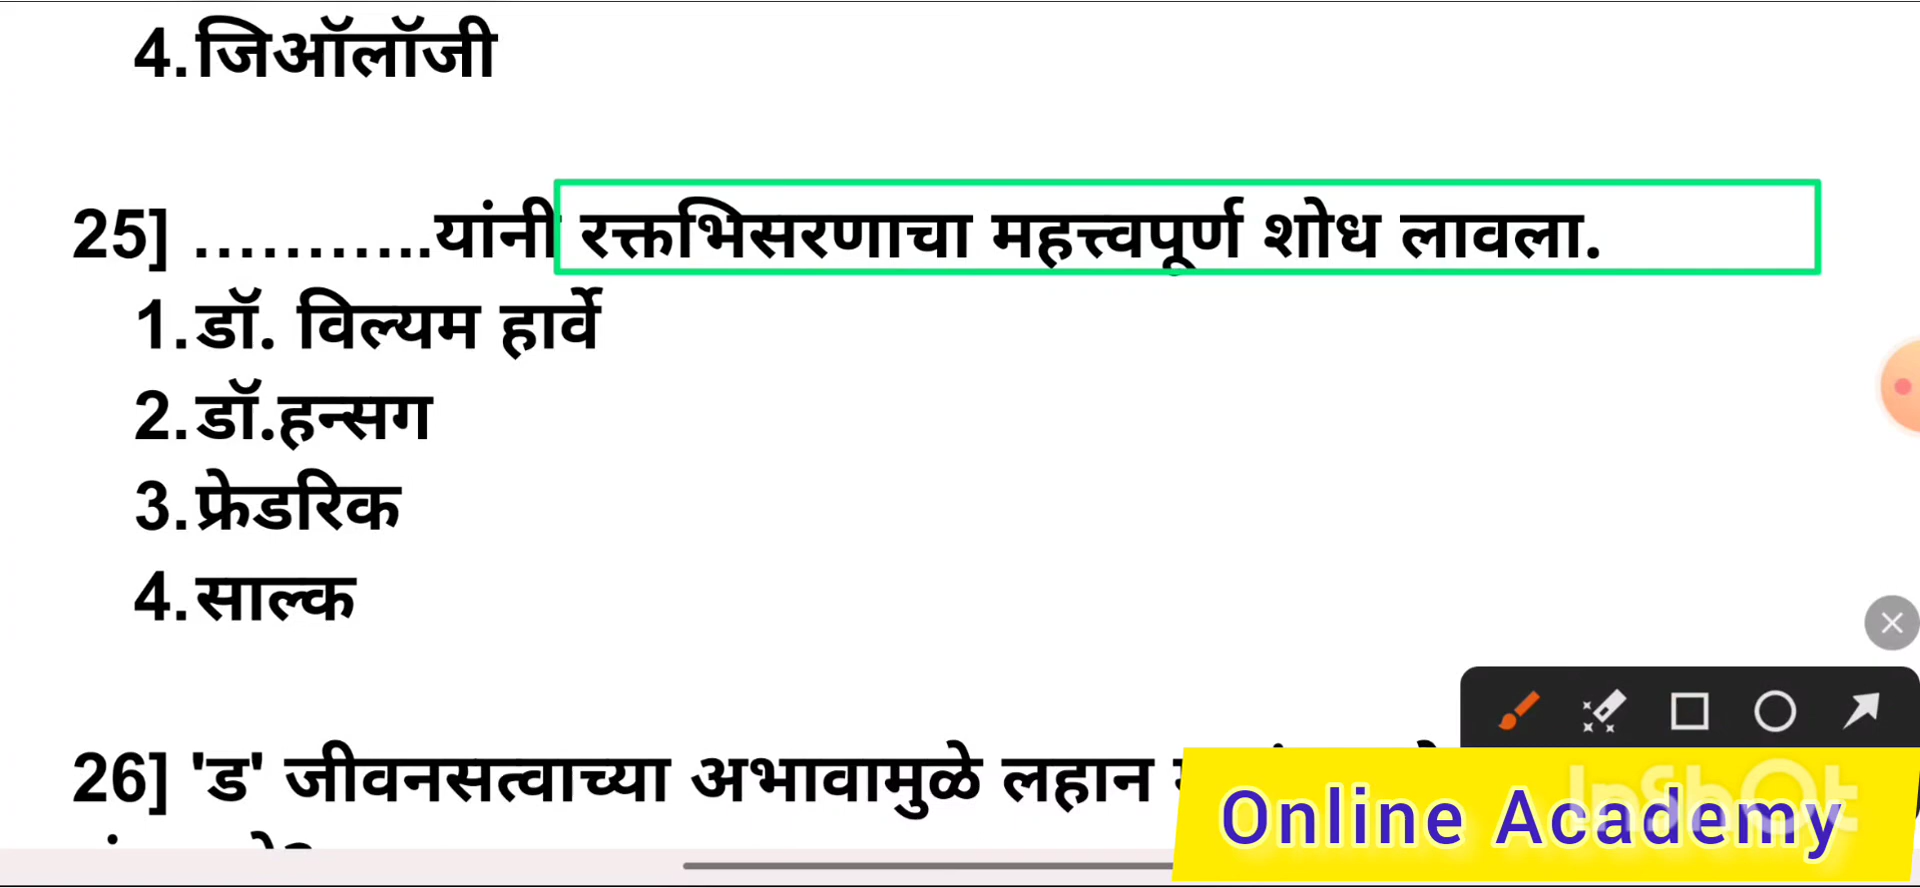 4.जिऑलॉजी
25] ...........यांनी रक्तभिसरणाचा महत्त्वपूर्ण शोध लावला.
1.डॉ. विल्यम हार्वे
2.डॉ.हन्सग
3.फ्रेडरिक
4.साल्क
26] 'ड' जीवनसत्वाच्या अभावामुळे लहान
Online Academy
InShOt